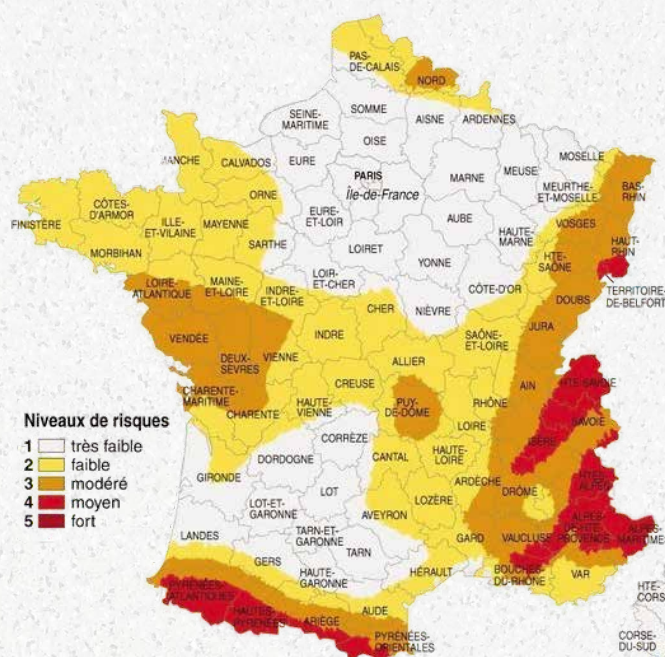 PAS-
DE-CALAIS
NORD
SOMME
SEINE-
MARITIME
AISNE
ARDENNES
OISE
MANCHE
CALVADOS
EURE
PARIS
Île-de-France
MARNE
MEUSE
MOSELLE
MEURTHE-
ET-MOSELLE
BAS-
RHIN
FINISTÈRE
CÔTES-
D'ARMOR
ILLE-
ET-VILAINE
MAYENNE
ORNE
EURE-
ET-LOIR
AUBE
HAUTE-
MARNE
VOSGES
HAUT-
RHIN
MORBIHAN
SARTHE
LOIRET
YONNE
HTE-
SAÔNE
TERRITOIRE-
DE-BELFORT
LOIRE-
ATLANTIQUE
MAINE-
ET-LOIRE
INDRE-
ET-LOIRE
LOIR-
ET-CHER
CHER
NIÈVRE
CÔTE-D'OR
DOUBS
VENDÉE
DEUX-
SÈVRES
VIENNE
INDRE
SAÔNE-
ET-LOIRE
JURA
ALLIER
CHARENTE-
MARITIME
CHARENTE
HAUTE-
VIENNE
CREUSE
PUY-
DE-DÔME
RHÔNE
LOIRE
AIN
HTE-SAVOIE
SAVOIE
ISÈRE
Niveaux de risques
1 très faible
2 faible
3 modéré
4 moyen
5 fort
GIRONDE
DORDOGNE
CORRÈZE
CANTAL
HAUTE-
LOIRE
ARDÈCHE
DRÔME
HTES-
ALPES
LOT-ET-
GARONNE
LOT
AVEYRON
LOZÈRE
GARD
VAUCLUSE
ALPES-
DE-HTE-
PROVENCE
ALPES-
MARITIMES
LANDES
TARN-ET-
GARONNE
TARN
GERS
HAUTE-
GARONNE
HÉRAULT
BOUCHES-
DU-RHÔNE
VAR
PYRÉNÉES-
ATLANTIQUES
HAUTES-
PYRÉNÉES
ARIÈGE
AUDE
PYRÉNÉES-
ORIENTALES
HTE-
CORS
CORSE-
DU-SUD